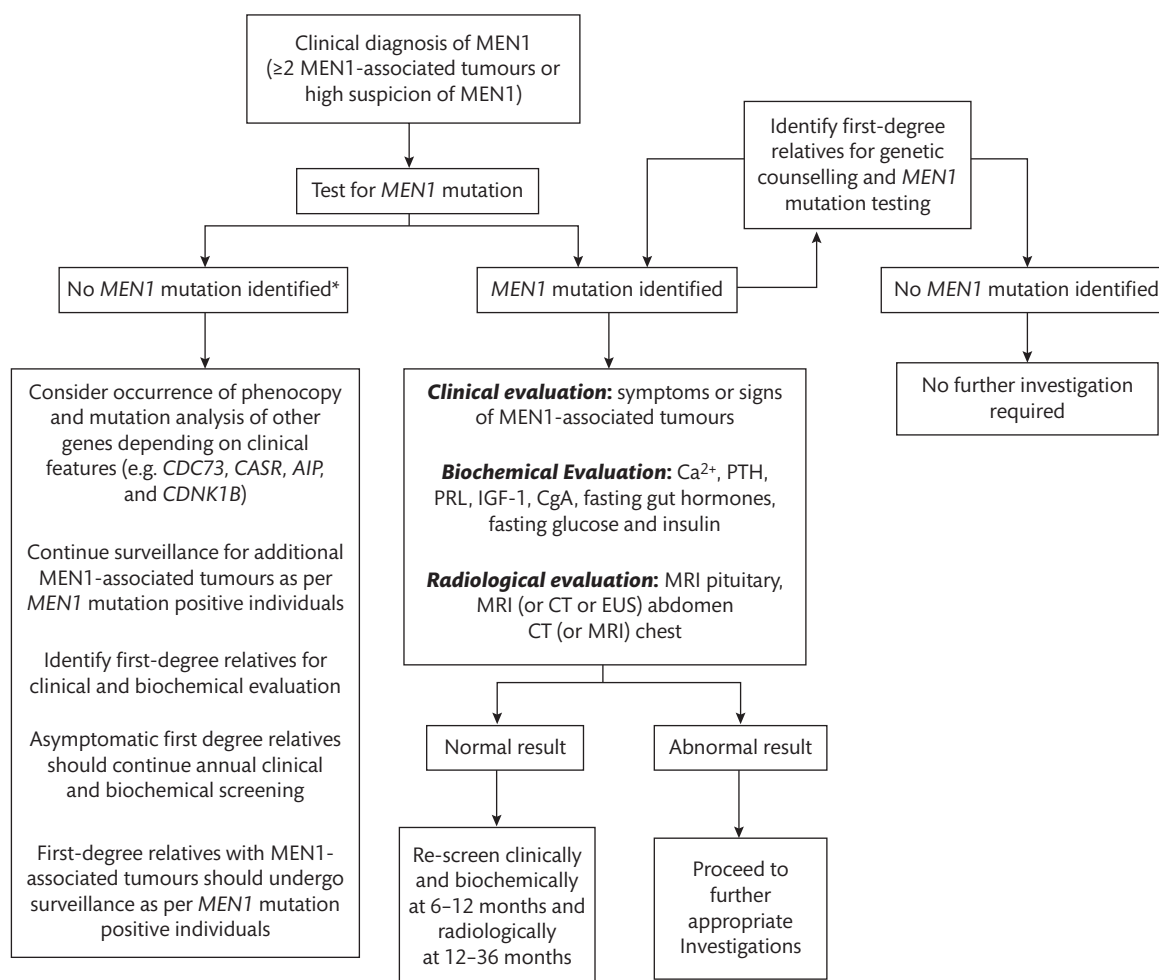 Clinical diagnosis of MEN1
(≥2 MEN1-associated tumours or
high suspicion of MEN1)
Identify first-degree
relatives for genetic
counselling and MEN1
mutation testing
Test for MEN1 mutation
No MEN1 mutation identified*
MEN1 mutation identified
No MEN1 mutation identified
Consider occurrence of phenocopy
and mutation analysis of other
genes depending on clinical
features (e.g. CDC73, CASR, AIP,
and CDNK1B)
Continue surveillance for additional
MEN1-associated tumours as per
MEN1 mutation positive individuals
Identify first-degree relatives for
clinical and biochemical evaluation
Asymptomatic first degree relatives
should continue annual clinical
and biochemical screening
First-degree relatives with MEN1-
associated tumours should undergo
surveillance as per MEN1 mutation
positive individuals
Clinical evaluation: symptoms or signs
of MEN1-associated tumours
Biochemical Evaluation: Ca²⁺, PTH,
PRL, IGF-1, CgA, fasting gut hormones,
fasting glucose and insulin
Radiological evaluation: MRI pituitary,
MRI (or CT or EUS) abdomen
CT (or MRI) chest
No further investigation
required
Normal result
Abnormal result
Re-screen clinically
and biochemically
at 6–12 months and
radiologically
at 12–36 months
Proceed to
further
appropriate
Investigations